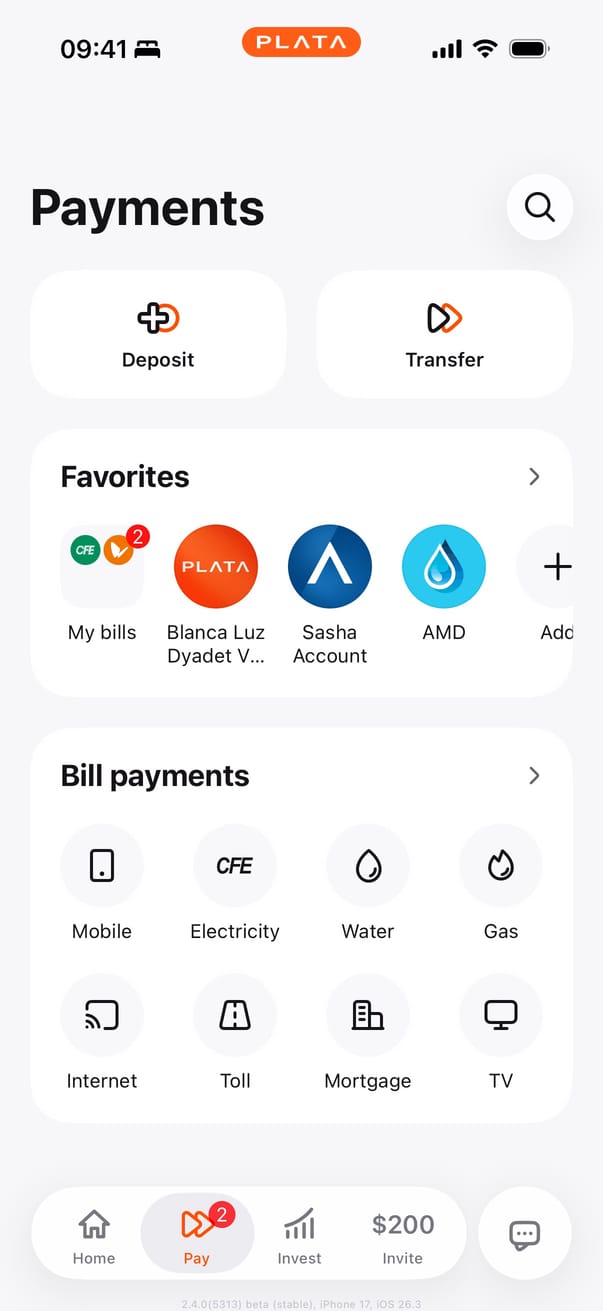 09:41
PLATA
Payments
Deposit
Transfer
Favorites
CFE
2
PLATA
My bills
Blanca Luz
Dyadet V...
Sasha
Account
AMD
Add
Bill payments
CFE
Mobile
Electricity
Water
Gas
Internet
Toll
Mortgage
TV
2
$200
Home
Pay
Invest
Invite
2.4.0(5313) beta (stable), iPhone 17, iOS 26.3